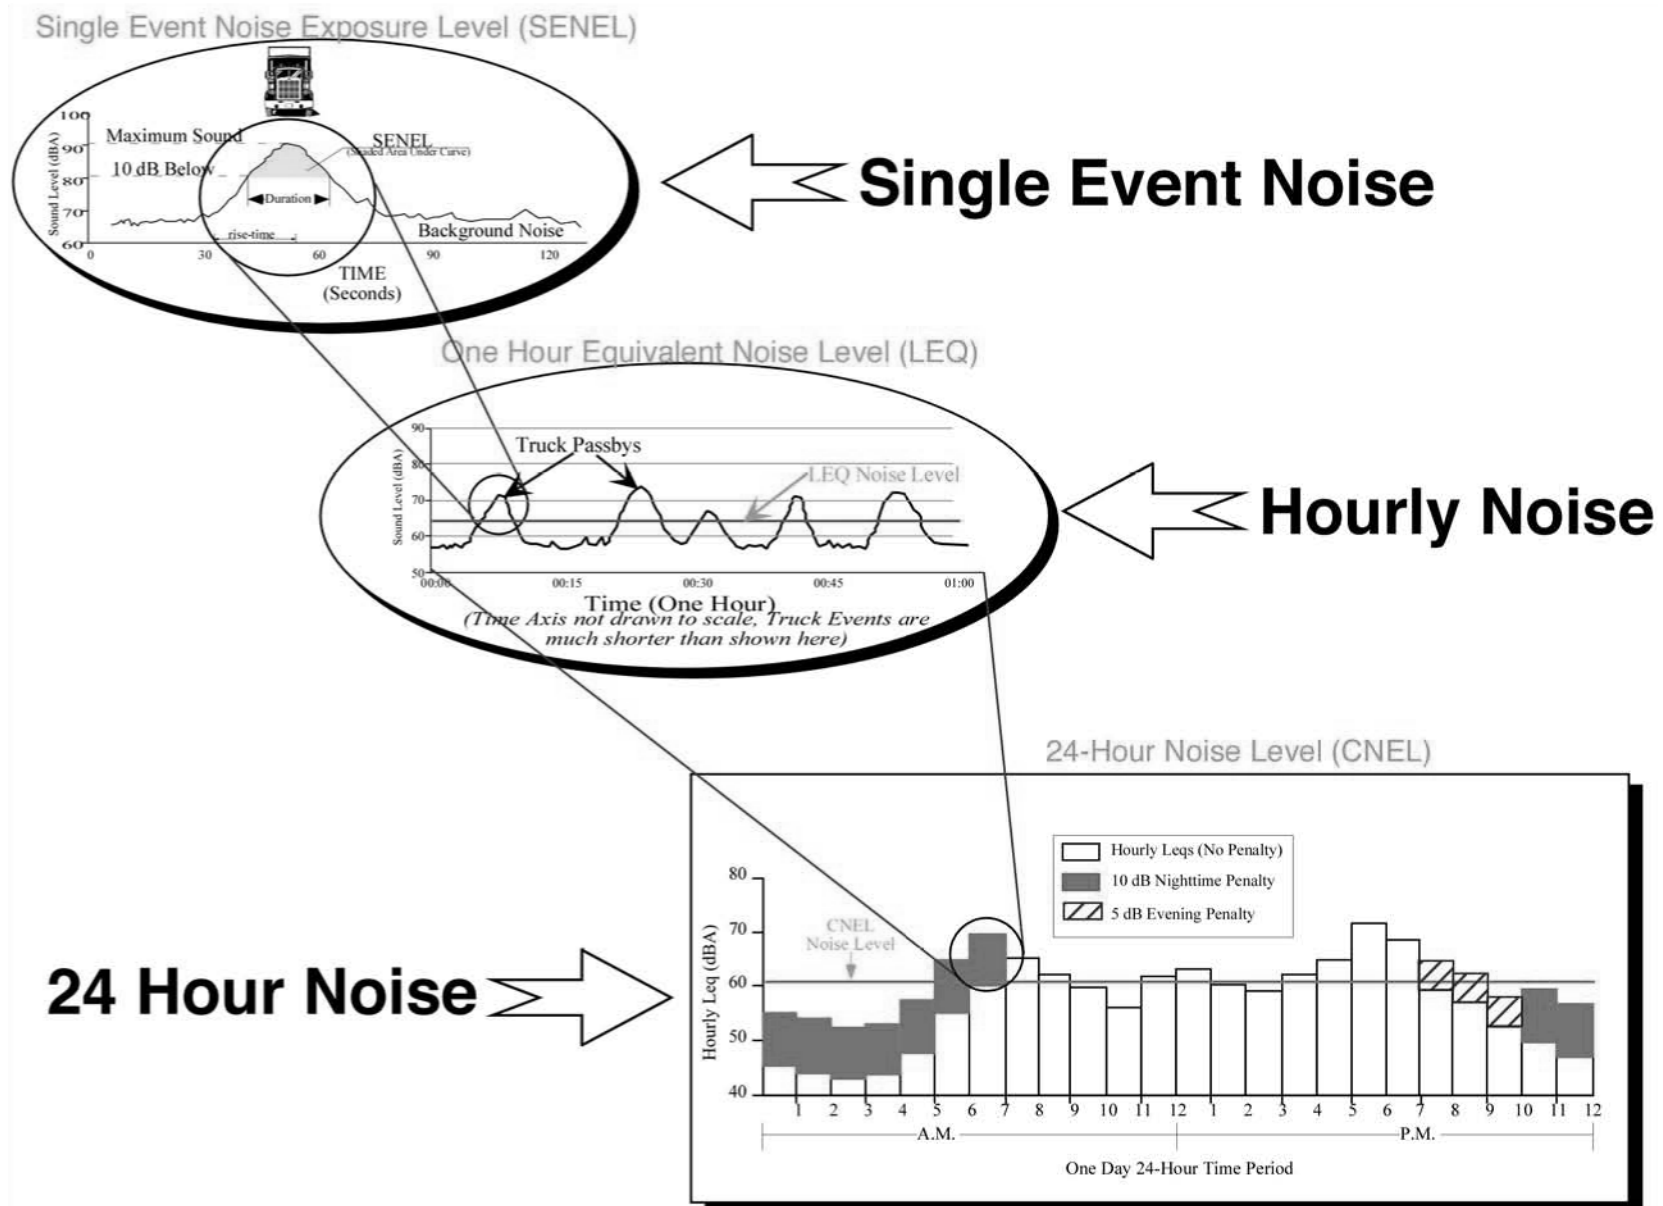 Single Event Noise Exposure Level (SENEL)
100
90
80
70
60
Sound Level (dBA)
Maximum Sound
10 dB Below
SENEL
(Shaded Area Under Curve)
Duration
rise-time
Background Noise
0 30 60 90 120
TIME
(Seconds)
Single Event Noise
One Hour Equivalent Noise Level (LEQ)
90
80
70
60
50
Sound Level (dBA)
Truck Passbys
LEQ Noise Level
00:00 00:15 00:30 00:45 01:00
Time (One Hour)
(Time Axis not drawn to scale, Truck Events are
much shorter than shown here)
Hourly Noise
24-Hour Noise Level (CNEL)
24 Hour Noise
Hourly Leqs (No Penalty)
10 dB Nighttime Penalty
5 dB Evening Penalty
80
70
60
50
40
Hourly Leq (dBA)
CNEL
Noise Level
1 2 3 4 5 6 7 8 9 10 11 12 1 2 3 4 5 6 7 8 9 10 11 12
A.M. P.M.
One Day 24-Hour Time Period